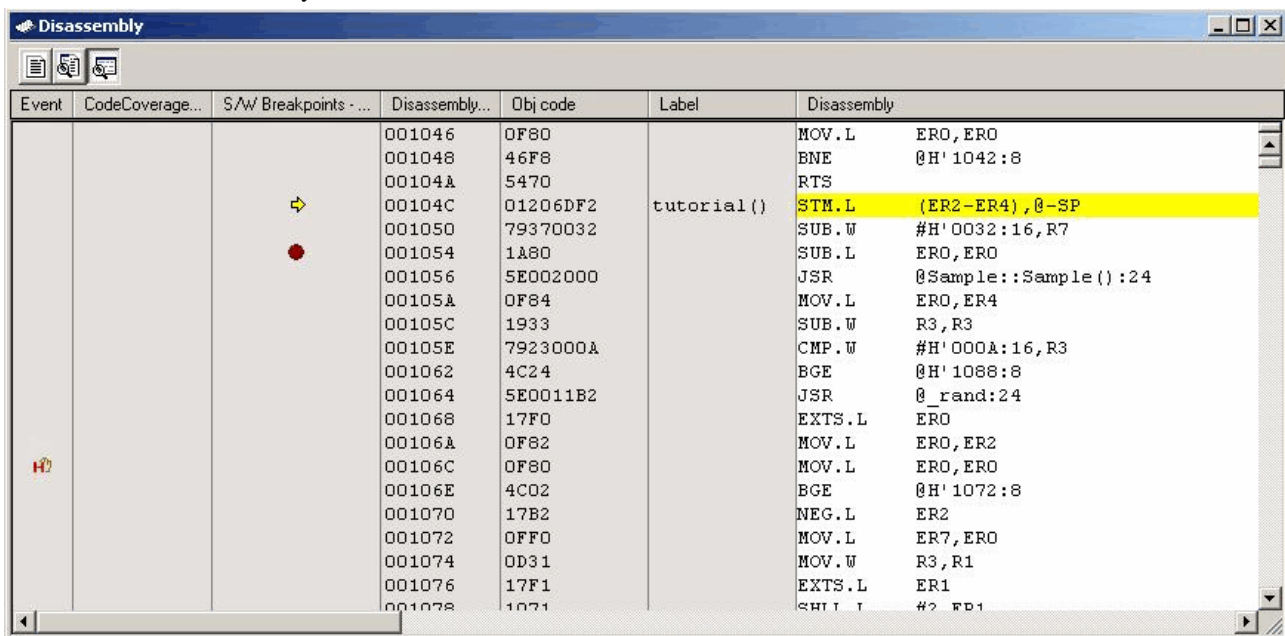 Disassembly
Event CodeCoverage... S/W Breakpoints - ... Disassembly... Obj code Label Disassembly
001046 0F80 MOV.L ER0,ER0
001048 46F8 BNE @H'1042:8
00104A 5470 RTS
00104C 01206DF2 tutorial() STM.L (ER2-ER4),@-SP
001050 79370032 SUB.W #H'0032:16,R7
001054 1A80 SUB.L ER0,ER0
001056 5E002000 JSR @Sample::Sample():24
00105A 0F84 MOV.L ER0,ER4
00105C 1933 SUB.W R3,R3
00105E 7923000A CMP.W #H'000A:16,R3
001062 4C24 BGE @H'1088:8
001064 5E0011B2 JSR @_rand:24
001068 17F0 EXTS.L ER0
00106A 0F82 MOV.L ER0,ER2
H 00106C 0F80 MOV.L ER0,ER0
00106E 4C02 BGE @H'1072:8
001070 17B2 NEG.L ER2
001072 0FF0 MOV.L ER7,ER0
001074 0D31 MOV.W R3,R1
001076 17F1 EXTS.L ER1
001078 1071 SHLL.L #2,ER1